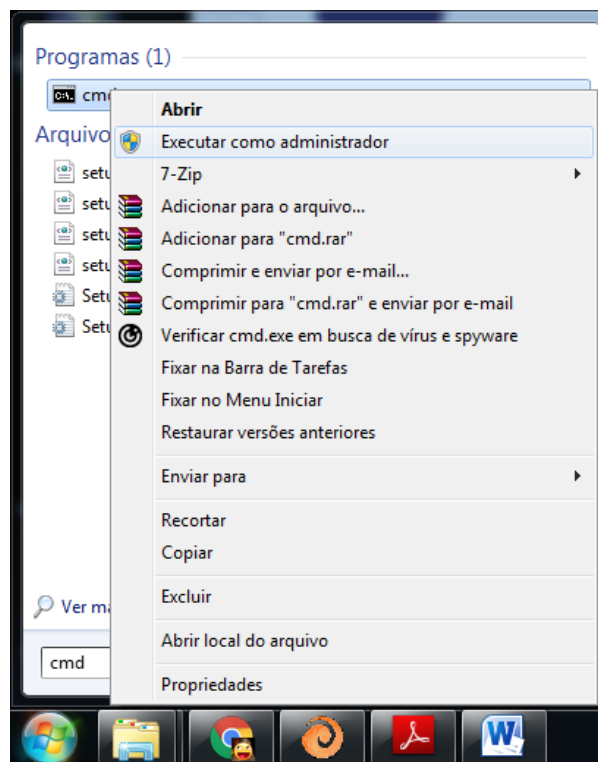 Programas (1)
Abrir
Executar como administrador
7-Zip
Adicionar para o arquivo...
Adicionar para "cmd.rar"
Comprimir e enviar por e-mail...
Comprimir para "cmd.rar" e enviar por e-mail
Verificar cmd.exe em busca de vírus e spyware
Fixar na Barra de Tarefas
Fixar no Menu Iniciar
Restaurar versões anteriores
Enviar para
Recortar
Copiar
Excluir
Ver
Abrir local do arquivo
cmd
Propriedades